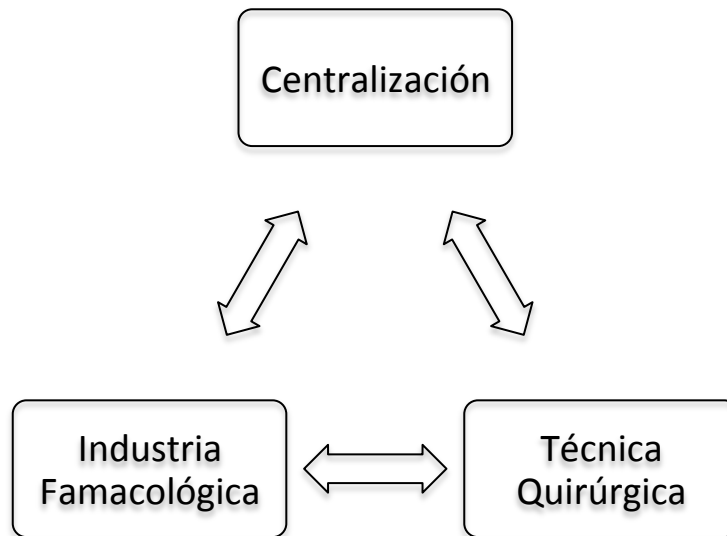 Centralización
Industria
Famacológica
Técnica
Quirúrgica